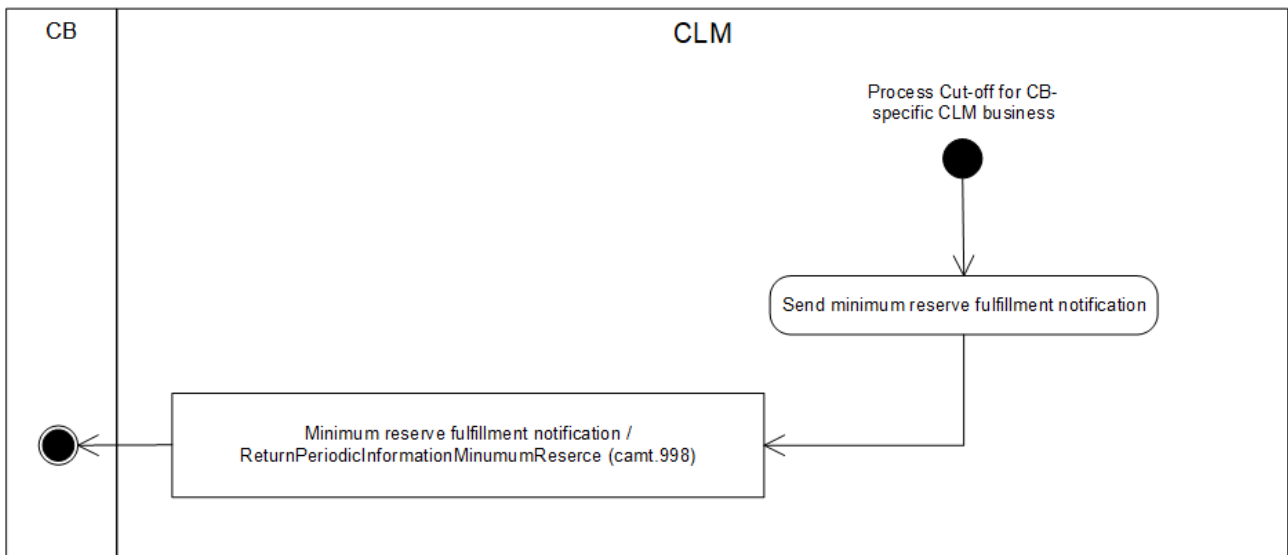 CB
CLM
Process Cut-off for CB-
specific CLM business
Send minimum reserve fulfillment notification
Minimum reserve fulfillment notification /
ReturnPeriodicInformationMinumumReserce (camt.998)